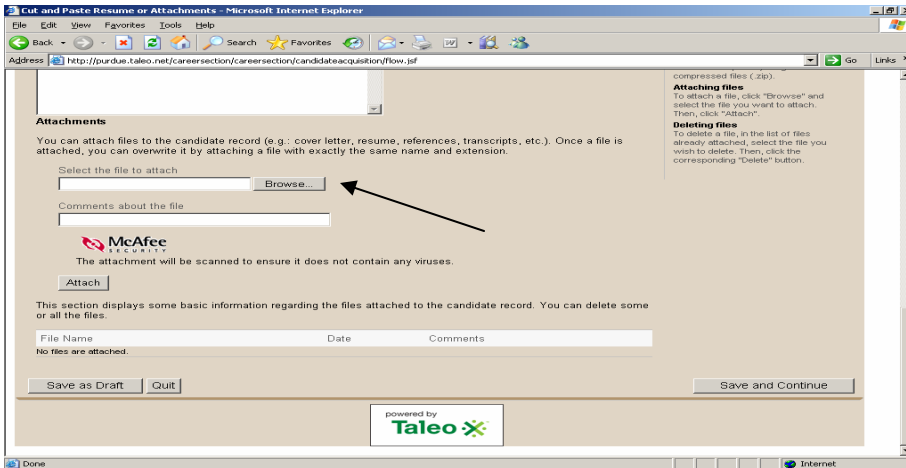 Cut and Paste Resume or Attachments - Microsoft Internet Explorer
File Edit View Favorites Tools Help
Back Search Favorites
Address http://purdue.taleo.net/careersection/careersection/candidateacquisition/flow.jsf Go Links
compressed files (.zip).
Attaching files
To attach a file, click "Browse" and
select the file you want to attach.
Then, click "Attach".
Deleting files
To delete a file, in the list of files
already attached, select the file you
wish to delete. Then, click the
corresponding "Delete" button.
Attachments
You can attach files to the candidate record (e.g.: cover letter, resume, references, transcripts, etc.). Once a file is
attached, you can overwrite it by attaching a file with exactly the same name and extension.
Select the file to attach
Browse...
Comments about the file
McAfee
SECURITY
The attachment will be scanned to ensure it does not contain any viruses.
Attach
This section displays some basic information regarding the files attached to the candidate record. You can delete some
or all the files.
File Name Date Comments
No files are attached.
Save as Draft Quit Save and Continue
powered by
Taleo
Done Internet